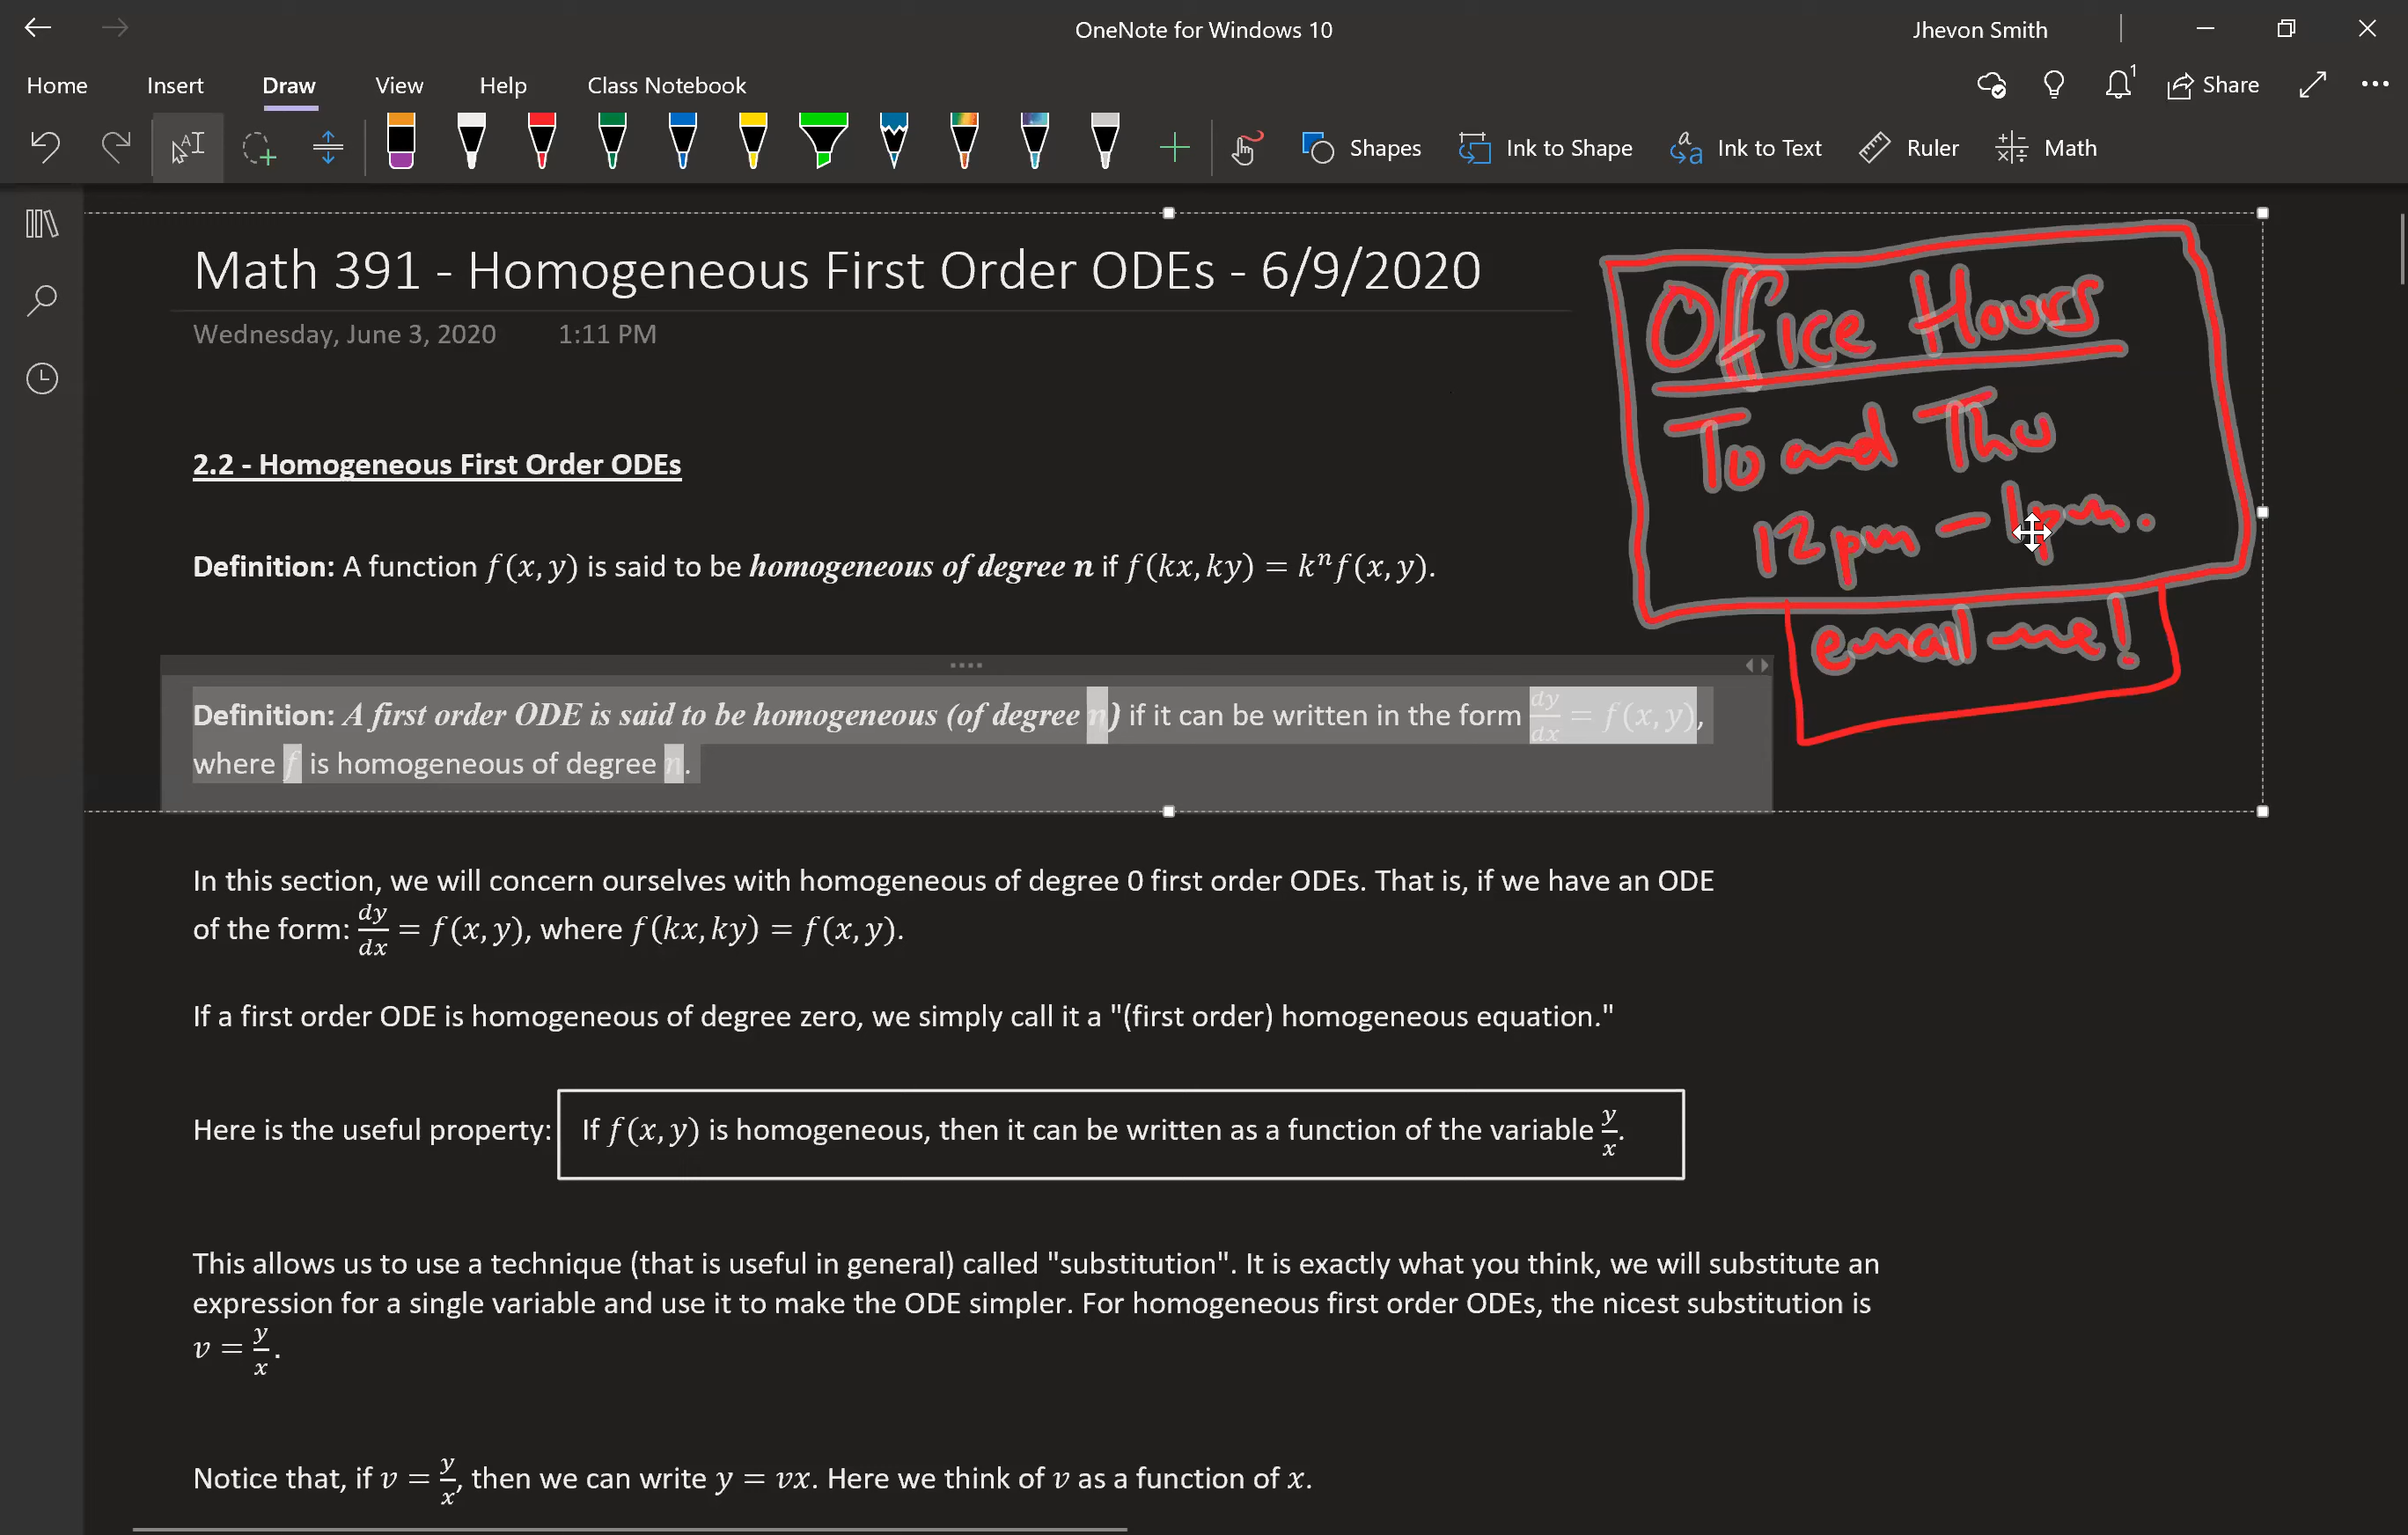 OneNote for Windows 10
Jhevon Smith
Home Insert Draw View Help Class Notebook
1
Share
Shapes Ink to Shape Ink to Text Ruler Math
Math 391 - Homogeneous First Order ODEs - 6/9/2020
Wednesday, June 3, 2020 1:11 PM
Office Hours
Tu and Thu
12pm - 1pm.
email me!
2.2 - Homogeneous First Order ODEs
Definition: A function f(x, y) is said to be homogeneous of degree n if f(kx, ky) = kⁿf(x, y).
Definition: A first order ODE is said to be homogeneous (of degree n) if it can be written in the form dy/dx = f(x, y),
where f is homogeneous of degree n.
In this section, we will concern ourselves with homogeneous of degree 0 first order ODEs. That is, if we have an ODE
of the form: dy/dx = f(x, y), where f(kx, ky) = f(x, y).
If a first order ODE is homogeneous of degree zero, we simply call it a "(first order) homogeneous equation."
Here is the useful property: If f(x, y) is homogeneous, then it can be written as a function of the variable y/x.
This allows us to use a technique (that is useful in general) called "substitution". It is exactly what you think, we will substitute an
expression for a single variable and use it to make the ODE simpler. For homogeneous first order ODEs, the nicest substitution is
v = y/x.
Notice that, if v = y/x, then we can write y = vx. Here we think of v as a function of x.